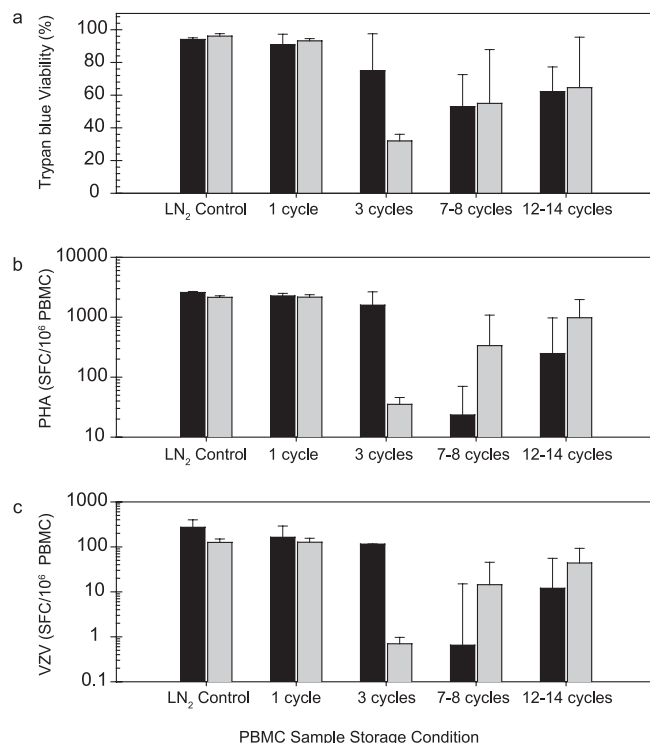 a
Trypan blue Viability (%)
100
80
60
40
20
0
LN₂ Control 1 cycle 3 cycles 7-8 cycles 12-14 cycles
b
PHA (SFC/10⁶ PBMC)
10000
1000
100
10
LN₂ Control 1 cycle 3 cycles 7-8 cycles 12-14 cycles
c
VZV (SFC/10⁶ PBMC)
1000
100
10
1
0.1
LN₂ Control 1 cycle 3 cycles 7-8 cycles 12-14 cycles
PBMC Sample Storage Condition